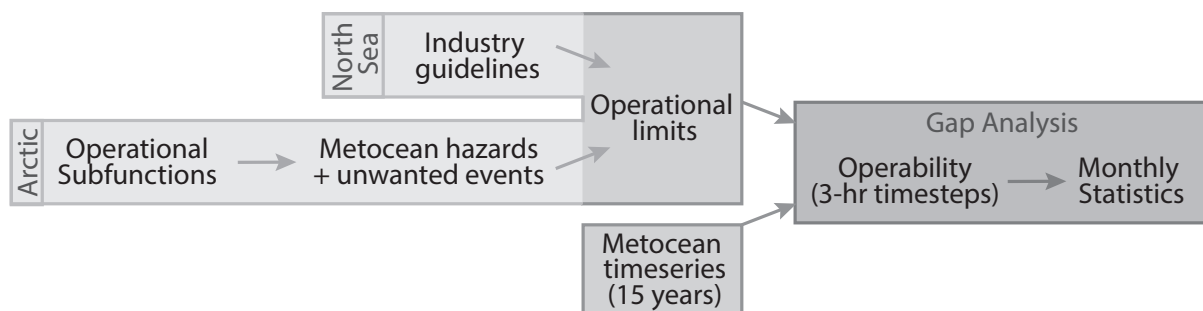 North
Sea
Industry
guidelines
Operational
limits
Arctic
Operational
Subfunctions
Metocean hazards
+ unwanted events
Gap Analysis
Operability
(3-hr timesteps)
Monthly
Statistics
Metocean
timeseries
(15 years)